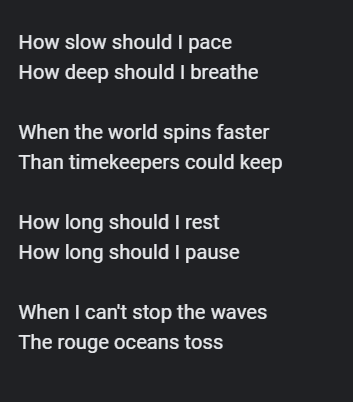 How slow should I pace
How deep should I breathe
When the world spins faster
Than timekeepers could keep
How long should I rest
How long should I pause
When I can't stop the waves
The rouge oceans toss